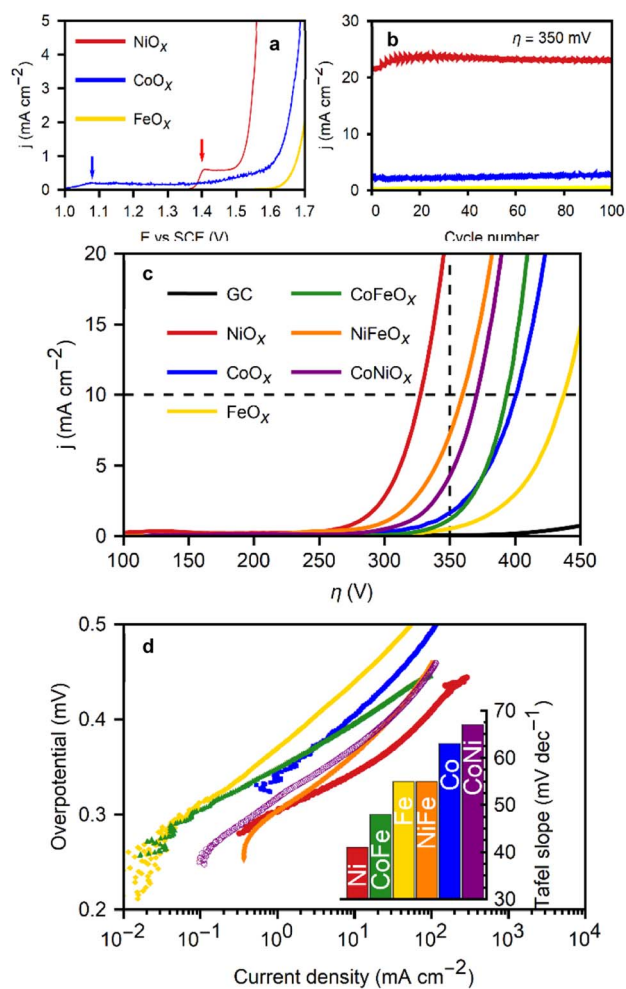 a
NiOx
CoOx
FeOx
j (mA cm−2)
5
4
3
2
1
0
1.0 1.1 1.2 1.3 1.4 1.5 1.6 1.7
E vs SCE (V)
b
η = 350 mV
j (mA cm−2)
30
20
10
0
0 20 40 60 80 100
Cycle number
c
GC
NiOx
CoOx
FeOx
CoFeOx
NiFeOx
CoNiOx
j (mA cm−2)
20
15
10
5
0
100 150 200 250 300 350 400 450
η (V)
d
Overpotential (mV)
0.5
0.4
0.3
0.2
10−2 10−1 100 101 102 103 104
Current density (mA cm−2)
Ni
CoFe
Fe
NiFe
Co
CoNi
70
60
50
40
30
Tafel slope (mV dec−1)